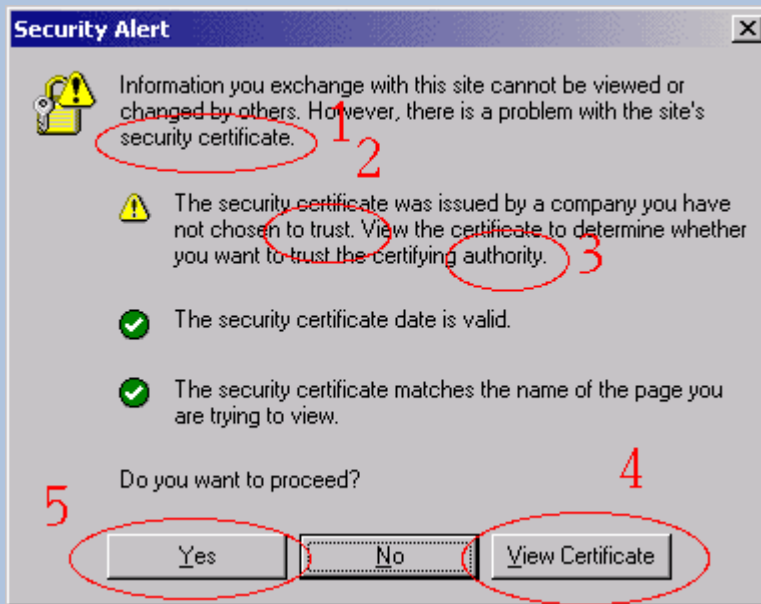 Security Alert
Information you exchange with this site cannot be viewed or
changed by others. However, there is a problem with the site's
security certificate. 1
2
The security certificate was issued by a company you have
not chosen to trust. View the certificate to determine whether
you want to trust the certifying authority. 3
The security certificate date is valid.
The security certificate matches the name of the page you
are trying to view.
4
Do you want to proceed?
5
Yes No View Certificate